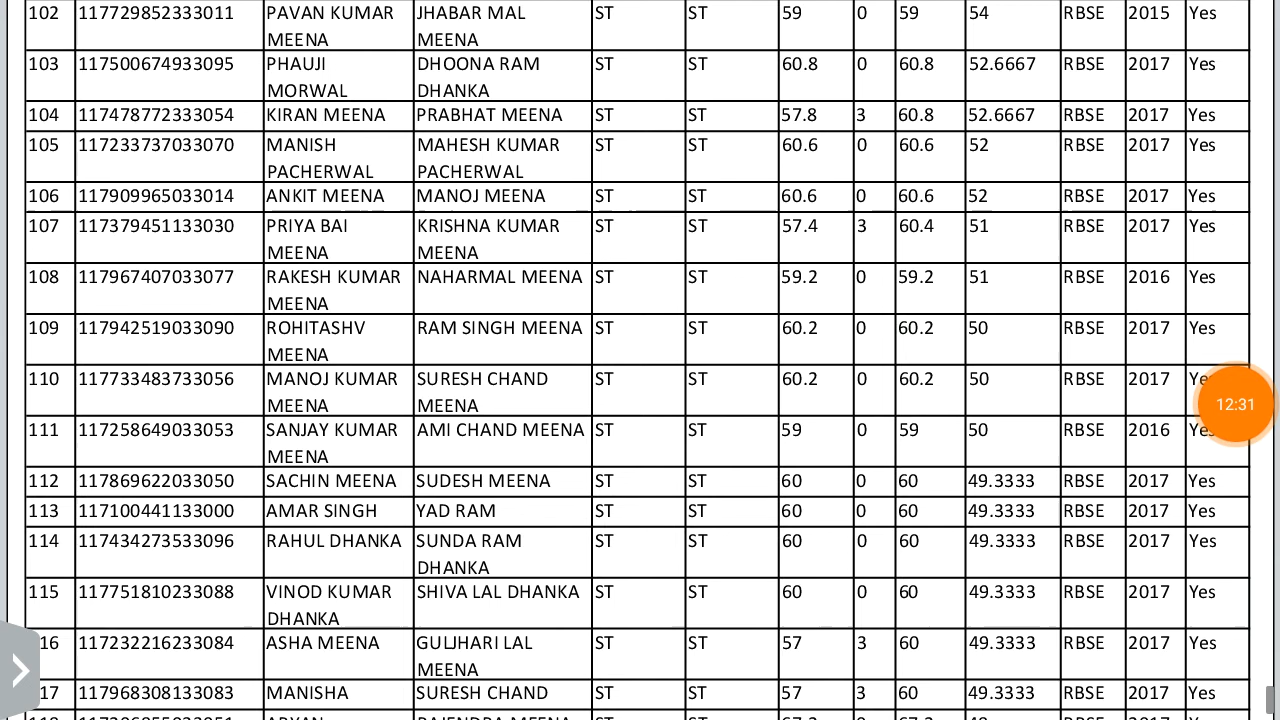 102 117729852333011 PAVAN KUMAR JHABAR MAL ST ST 59 0 59 54 RBSE 2015 Yes
MEENA MEENA
103 117500674933095 PHAUJI DHOONA RAM ST ST 60.8 0 60.8 52.6667 RBSE 2017 Yes
MORWAL DHANKA
104 117478772333054 KIRAN MEENA PRABHAT MEENA ST ST 57.8 3 60.8 52.6667 RBSE 2017 Yes
105 117233737033070 MANISH MAHESH KUMAR ST ST 60.6 0 60.6 52 RBSE 2017 Yes
PACHERWAL PACHERWAL
106 117909965033014 ANKIT MEENA MANOJ MEENA ST ST 60.6 0 60.6 52 RBSE 2017 Yes
107 117379451133030 PRIYA BAI KRISHNA KUMAR ST ST 57.4 3 60.4 51 RBSE 2017 Yes
MEENA MEENA
108 117967407033077 RAKESH KUMAR NAHARMAL MEENA ST ST 59.2 0 59.2 51 RBSE 2016 Yes
MEENA
109 117942519033090 ROHITASHV RAM SINGH MEENA ST ST 60.2 0 60.2 50 RBSE 2017 Yes
MEENA
110 117733483733056 MANOJ KUMAR SURESH CHAND ST ST 60.2 0 60.2 50 RBSE 2017
MEENA MEENA
12:31
111 117258649033053 SANJAY KUMAR AMI CHAND MEENA ST ST 59 0 59 50 RBSE 2016
MEENA
112 117869622033050 SACHIN MEENA SUDESH MEENA ST ST 60 0 60 49.3333 RBSE 2017 Yes
113 117100441133000 AMAR SINGH YAD RAM ST ST 60 0 60 49.3333 RBSE 2017 Yes
114 117434273533096 RAHUL DHANKA SUNDA RAM ST ST 60 0 60 49.3333 RBSE 2017 Yes
DHANKA
115 117751810233088 VINOD KUMAR SHIVA LAL DHANKA ST ST 60 0 60 49.3333 RBSE 2017 Yes
DHANKA
16 117232216233084 ASHA MEENA GULJHARI LAL ST ST 57 3 60 49.3333 RBSE 2017 Yes
MEENA
17 117968308133083 MANISHA SURESH CHAND ST ST 57 3 60 49.3333 RBSE 2017 Yes